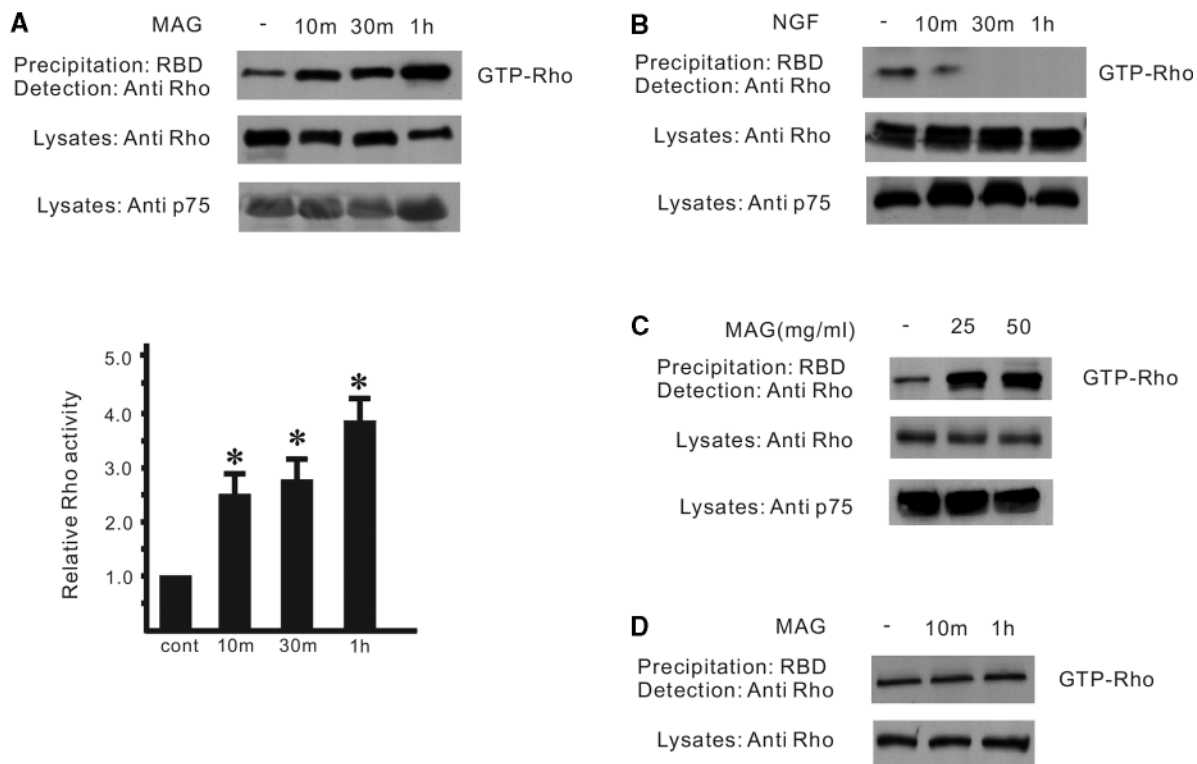 A
MAG - 10m 30m 1h
Precipitation: RBD
Detection: Anti Rho
GTP-Rho
Lysates: Anti Rho
Lysates: Anti p75
Relative Rho activity
5.0
4.0
3.0
2.0
1.0
* * *
cont 10m 30m 1h
B
NGF - 10m 30m 1h
Precipitation: RBD
Detection: Anti Rho
GTP-Rho
Lysates: Anti Rho
Lysates: Anti p75
C
MAG(mg/ml) - 25 50
Precipitation: RBD
Detection: Anti Rho
GTP-Rho
Lysates: Anti Rho
Lysates: Anti p75
D
MAG - 10m 1h
Precipitation: RBD
Detection: Anti Rho
GTP-Rho
Lysates: Anti Rho